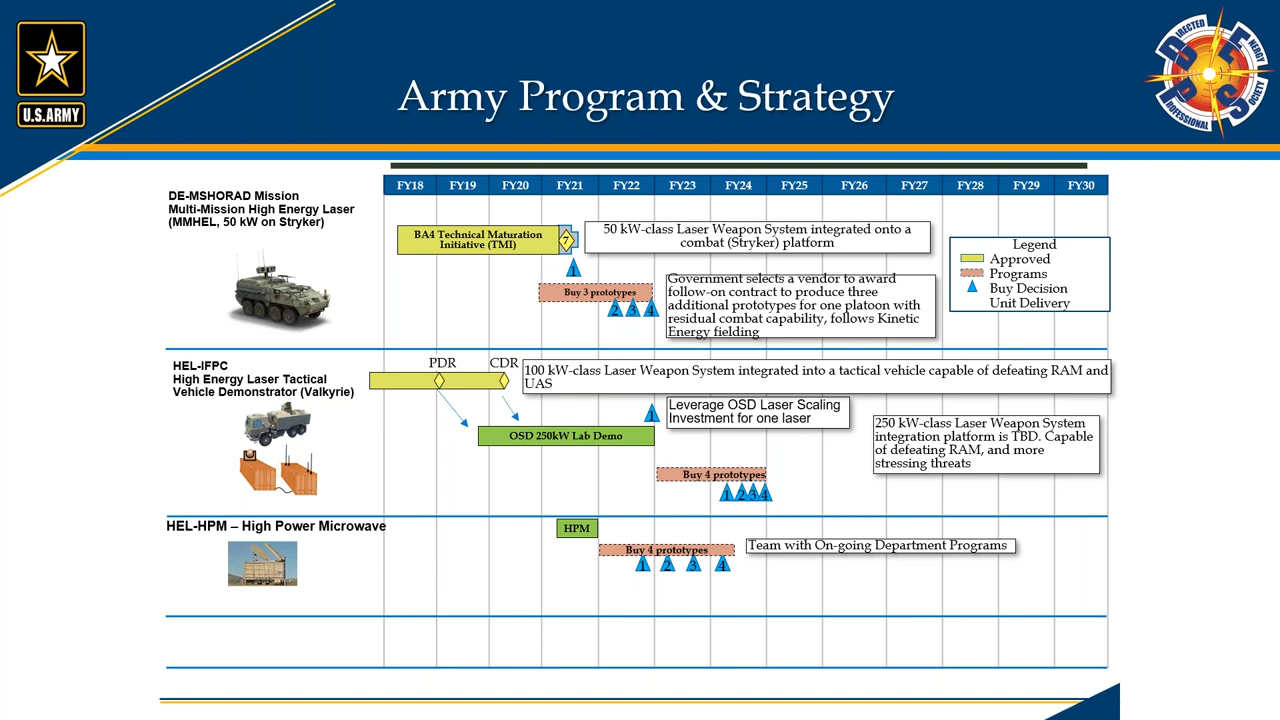 U.S.ARMY
Army Program & Strategy
DIRECTED ENERGY
PROFESSIONAL SOCIETY
DEPS
FY18 FY19 FY20 FY21 FY22 FY23 FY24 FY25 FY26 FY27 FY28 FY29 FY30
DE-MSHORAD Mission
Multi-Mission High Energy Laser
(MMHEL, 50 kW on Stryker)
BA4 Technical Maturation
Initiative (TMI)
7
50 kW-class Laser Weapon System integrated onto a
combat (Stryker) platform
1
Buy 3 prototypes
2 3 4
Government selects a vendor to award
follow-on contract to produce three
additional prototypes for one platoon with
residual combat capability, follows Kinetic
Energy fielding
Legend
Approved
Programs
Buy Decision
Unit Delivery
HEL-IFPC
High Energy Laser Tactical
Vehicle Demonstrator (Valkyrie)
PDR CDR
100 kW-class Laser Weapon System integrated into a tactical vehicle capable of defeating RAM and
UAS
1
Leverage OSD Laser Scaling
Investment for one laser
OSD 250kW Lab Demo
250 kW-class Laser Weapon System
integration platform is TBD. Capable
of defeating RAM, and more
stressing threats
Buy 4 prototypes
1 2 3 4
HEL-HPM – High Power Microwave
HPM
Buy 4 prototypes
1 2 3 4
Team with On-going Department Programs